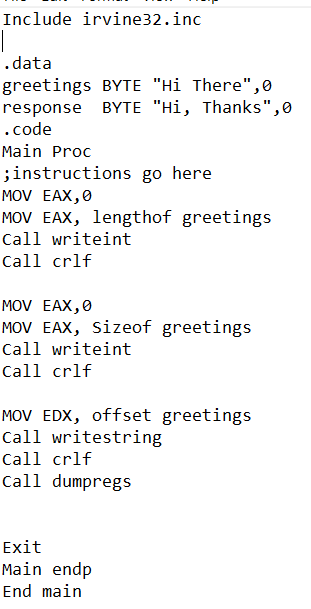 Include irvine32.inc
.data
greetings BYTE "Hi There",0
response  BYTE "Hi, Thanks",0
.code
Main Proc
;instructions go here
MOV EAX,0
MOV EAX, lengthof greetings
Call writeint
Call crlf
MOV EAX,0
MOV EAX, Sizeof greetings
Call writeint
Call crlf
MOV EDX, offset greetings
Call writestring
Call crlf
Call dumpregs
Exit
Main endp
End main